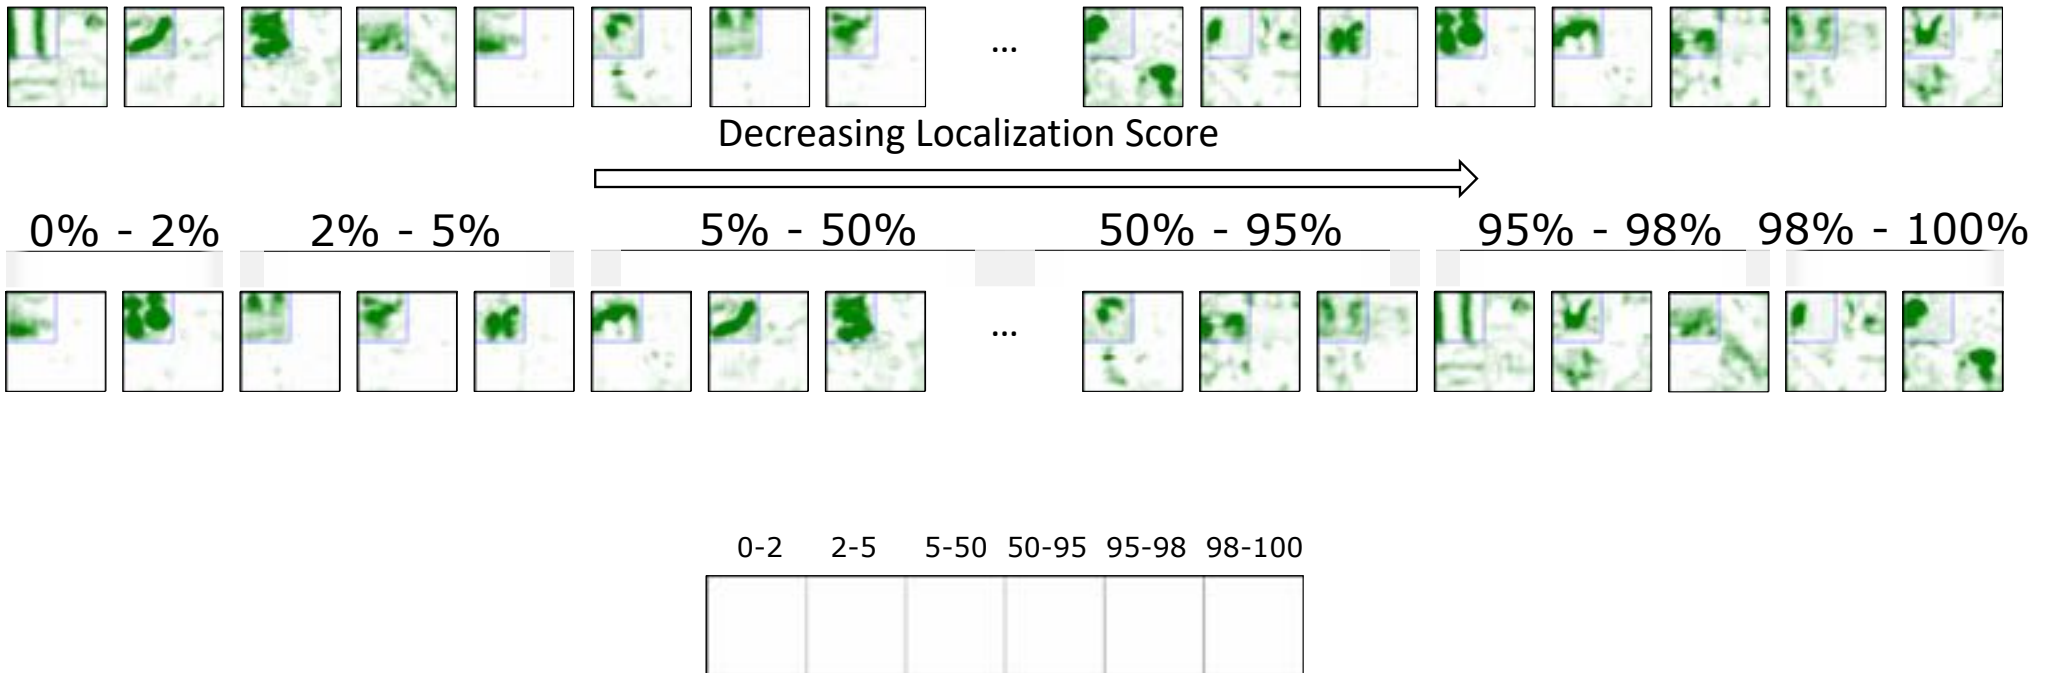 ...
Decreasing Localization Score
0% - 2% 2% - 5% 5% - 50% 50% - 95% 95% - 98% 98% - 100%
...
0-2 2-5 5-50 50-95 95-98 98-100